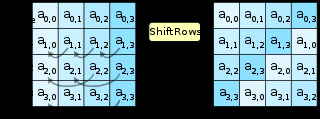 a0,0 a0,1 a0,2 a0,3
a1,0 a1,1 a1,2 a1,3
a2,0 a2,1 a2,2 a2,3
a3,0 a3,1 a3,2 a3,3
ShiftRows
a0,0 a0,1 a0,2 a0,3
a1,1 a1,2 a1,3 a1,0
a2,2 a2,3 a2,0 a2,1
a3,3 a3,0 a3,1 a3,2